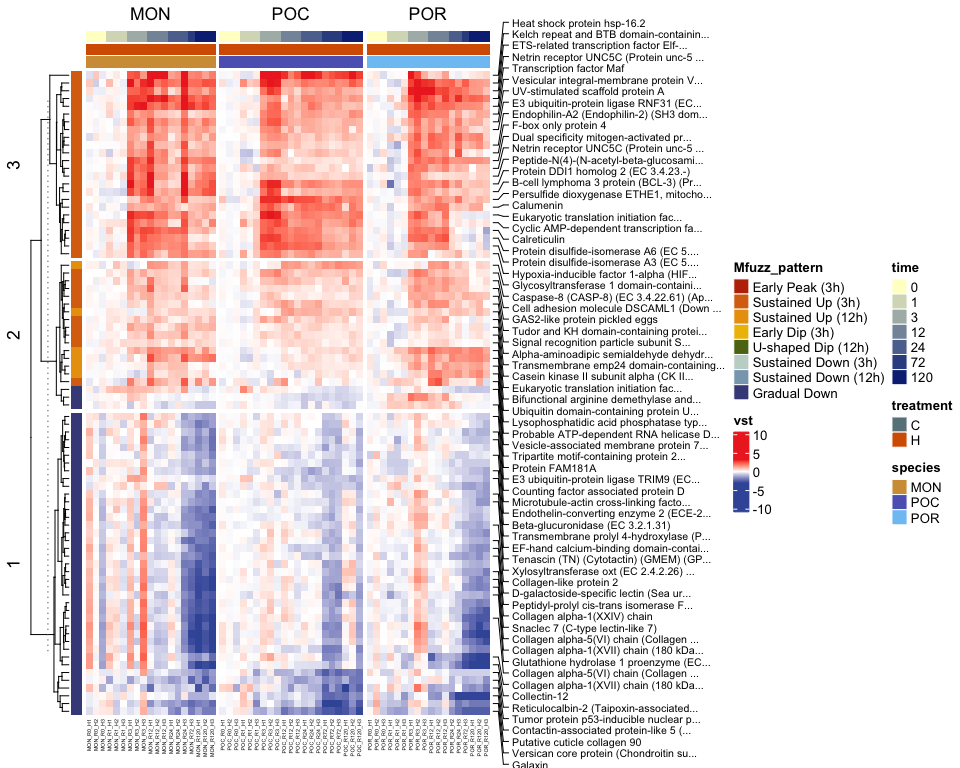 MON
POC
POR
3
2
1
Heat shock protein hsp-16.2
Kelch repeat and BTB domain-containin...
ETS-related transcription factor Elf-...
Netrin receptor UNC5C (Protein unc-5 ...
Transcription factor Maf
Vesicular integral-membrane protein V...
UV-stimulated scaffold protein A
E3 ubiquitin-protein ligase RNF31 (EC...
Endophilin-A2 (Endophilin-2) (SH3 dom...
F-box only protein 4
Dual specificity mitogen-activated pr...
Netrin receptor UNC5C (Protein unc-5 ...
Peptide-N(4)-(N-acetyl-beta-glucosami...
Protein DDI1 homolog 2 (EC 3.4.23.-)
B-cell lymphoma 3 protein (BCL-3) (Pr...
Persulfide dioxygenase ETHE1, mitocho...
Calumenin
Eukaryotic translation initiation fac...
Cyclic AMP-dependent transcription fa...
Calreticulin
Protein disulfide-isomerase A6 (EC 5....
Protein disulfide-isomerase A3 (EC 5....
Hypoxia-inducible factor 1-alpha (HIF...
Glycosyltransferase 1 domain-containi...
Caspase-8 (CASP-8) (EC 3.4.22.61) (Ap...
Cell adhesion molecule DSCAML1 (Down ...
GAS2-like protein pickled eggs
Tudor and KH domain-containing protei...
Signal recognition particle subunit S...
Alpha-aminoadipic semialdehyde dehydr...
Transmembrane emp24 domain-containing...
Casein kinase II subunit alpha (CK II...
Eukaryotic translation initiation fac...
Bifunctional arginine demethylase and...
Ubiquitin domain-containing protein U...
Lysophosphatidic acid phosphatase typ...
Probable ATP-dependent RNA helicase D...
Vesicle-associated membrane protein 7...
Tripartite motif-containing protein 2...
Protein FAM181A
E3 ubiquitin-protein ligase TRIM9 (EC...
Counting factor associated protein D
Microtubule-actin cross-linking facto...
Endothelin-converting enzyme 2 (ECE-2...
Beta-glucuronidase (EC 3.2.1.31)
Transmembrane prolyl 4-hydroxylase (P...
EF-hand calcium-binding domain-contai...
Tenascin (TN) (Cytotactin) (GMEM) (GP...
Xylosyltransferase oxt (EC 2.4.2.26) ...
Collagen-like protein 2
D-galactoside-specific lectin (Sea ur...
Peptidyl-prolyl cis-trans isomerase F...
Collagen alpha-1(XXIV) chain
Snaclec 7 (C-type lectin-like 7)
Collagen alpha-5(VI) chain (Collagen ...
Collagen alpha-1(XVII) chain (180 kDa...
Glutathione hydrolase 1 proenzyme (EC...
Collagen alpha-5(VI) chain (Collagen ...
Collagen alpha-1(XVII) chain (180 kDa...
Collectin-12
Reticulocalbin-2 (Taipoxin-associated...
Tumor protein p53-inducible nuclear p...
Contactin-associated protein-like 5 (...
Putative cuticle collagen 90
Versican core protein (Chondroitin su...
Galaxin
Mfuzz_pattern
Early Peak (3h)
Sustained Up (3h)
Sustained Up (12h)
Early Dip (3h)
U-shaped Dip (12h)
Sustained Down (3h)
Sustained Down (12h)
Gradual Down
vst
10
5
0
-5
-10
time
0
1
3
12
24
72
120
treatment
C
H
species
MON
POC
POR